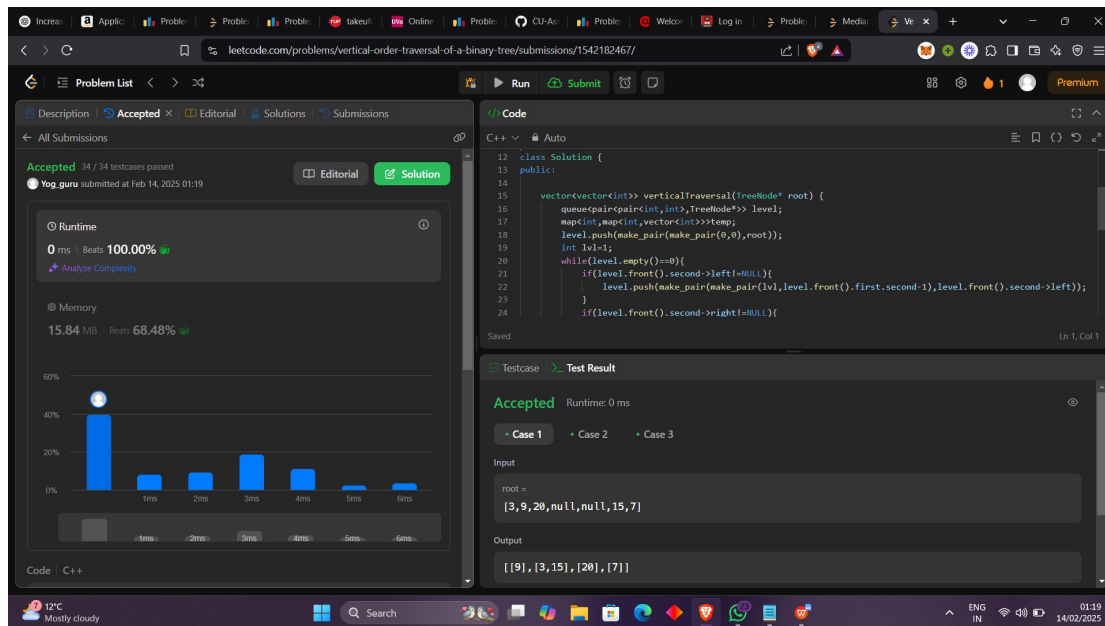 Increas
Applic
Proble
Proble
Proble
takeuf
Online
Proble
CU-As
Proble
Welco
Log in
Proble
Median
Ve
leetcode.com/problems/vertical-order-traversal-of-a-binary-tree/submissions/1542182467/
Problem List
Run
Submit
1
Premium
Description | Accepted × | Editorial | Solutions | Submissions
← All Submissions
Accepted 34 / 34 testcases passed
Yog_guru submitted at Feb 14, 2025 01:19
Editorial
Solution
Runtime
0 ms | Beats 100.00%
Analyze Complexity
Memory
15.84 MB | Beats 68.48%
60%
40%
20%
0%
1ms 2ms 3ms 4ms 5ms 6ms
1ms 2ms 3ms 4ms 5ms 6ms
Code | C++
</> Code
C++ Auto
12 class Solution {
13 public:
14
15 vector<vector<int>> verticalTraversal(TreeNode* root) {
16 queue<pair<pair<int,int>,TreeNode*>> level;
17 map<int,map<int,vector<int>>>temp;
18 level.push(make_pair(make_pair(0,0),root));
19 int lvl=1;
20 while(level.empty()==0){
21 if(level.front().second->left!=NULL){
22 level.push(make_pair(make_pair(lvl,level.front().first.second-1),level.front().second->left));
23 }
24 if(level.front().second->right!=NULL){
Saved
Ln 1, Col 1
Testcase | >_ Test Result
Accepted Runtime: 0 ms
• Case 1 • Case 2 • Case 3
Input
root =
[3,9,20,null,null,15,7]
Output
[[9],[3,15],[20],[7]]
12°C
Mostly cloudy
Search
ENG
IN
01:19
14/02/2025